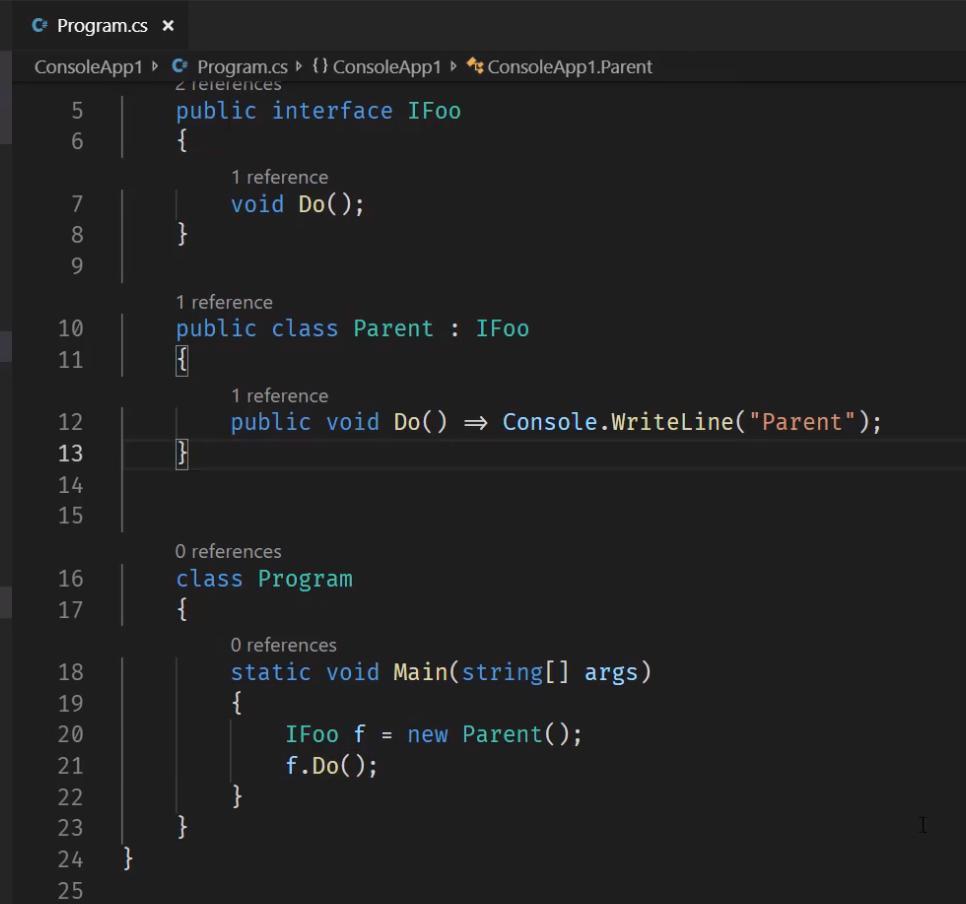 Program.cs ×
ConsoleApp1 Program.cs {} ConsoleApp1 ConsoleApp1.Parent
2 references
5 public interface IFoo
6 {
1 reference
7 void Do();
8 }
9
1 reference
10 public class Parent : IFoo
11 {
1 reference
12 public void Do() => Console.WriteLine("Parent");
13 }
14
15
0 references
16 class Program
17 {
0 references
18 static void Main(string[] args)
19 {
20 IFoo f = new Parent();
21 f.Do();
22 }
23 }
24 }
25